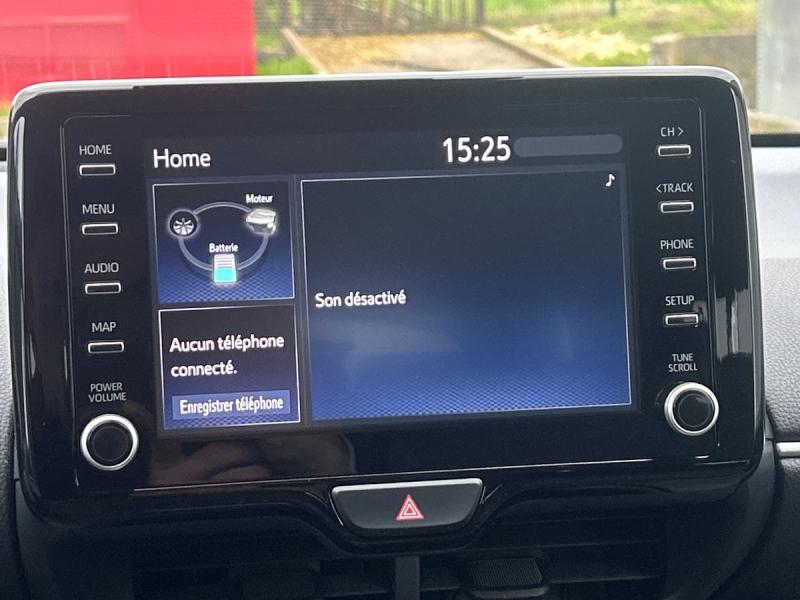 HOME
MENU
AUDIO
MAP
POWER
VOLUME
Home
15:25
Moteur
Batterie
Aucun téléphone
connecté.
Enregistrer téléphone
Son désactivé
CH >
<TRACK
PHONE
SETUP
TUNE
SCROLL